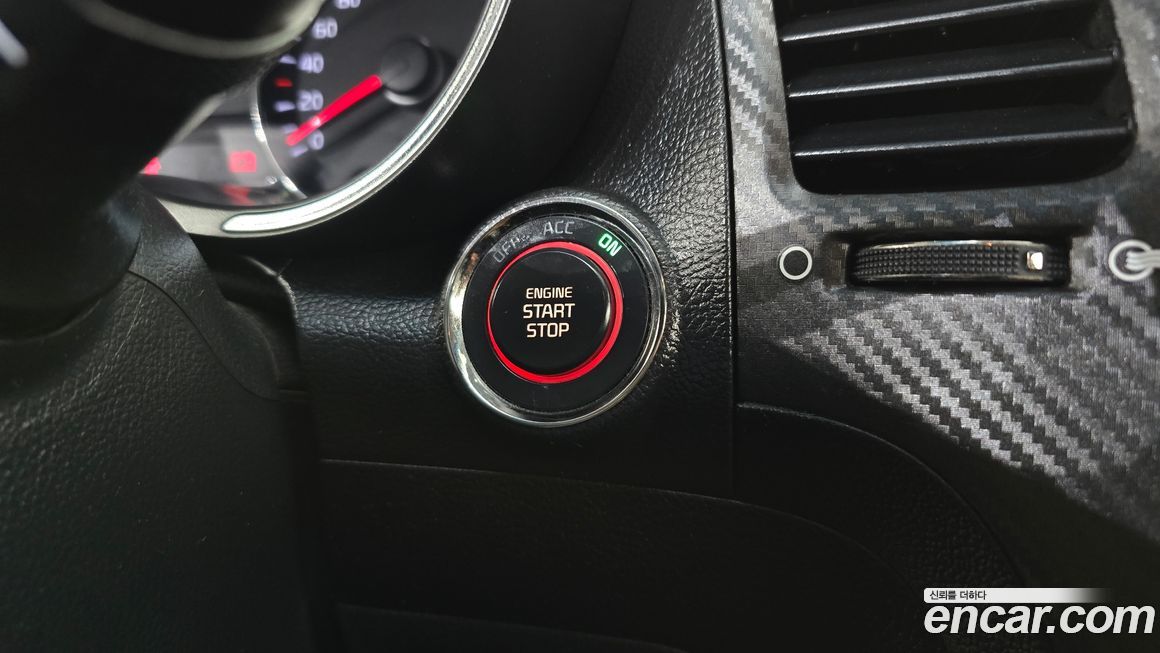 60
40
20
0
OFF
ACC
ON
ENGINE
START
STOP
신뢰를 더하다
encar.com